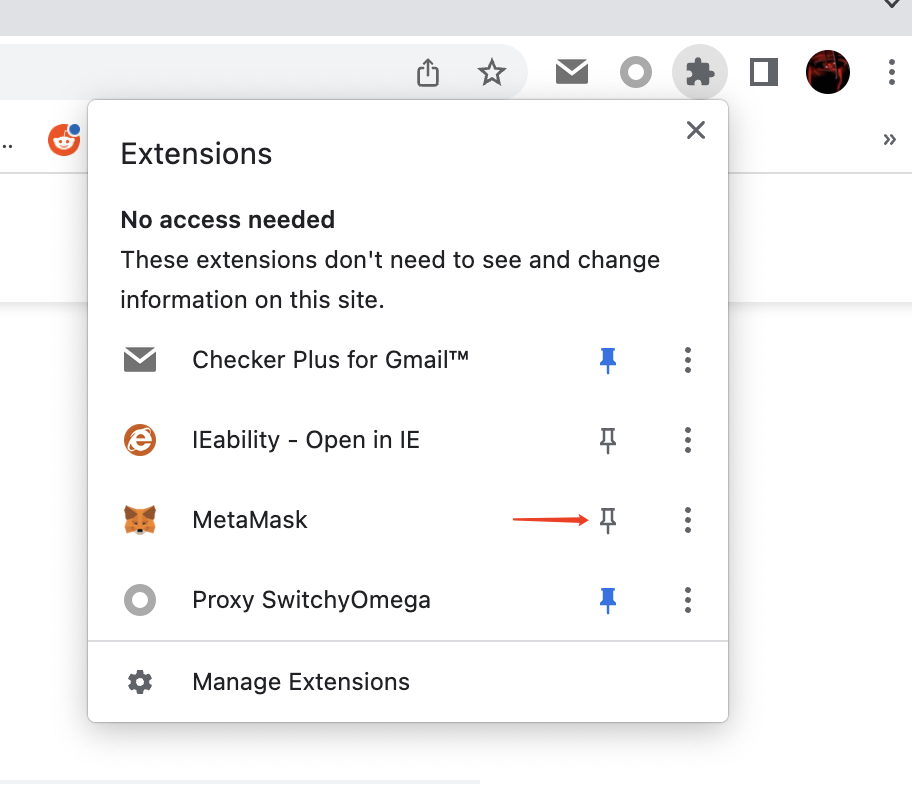 ..
»
Extensions
No access needed
These extensions don't need to see and change
information on this site.
Checker Plus for Gmail™
IEability - Open in IE
MetaMask
Proxy SwitchyOmega
Manage Extensions